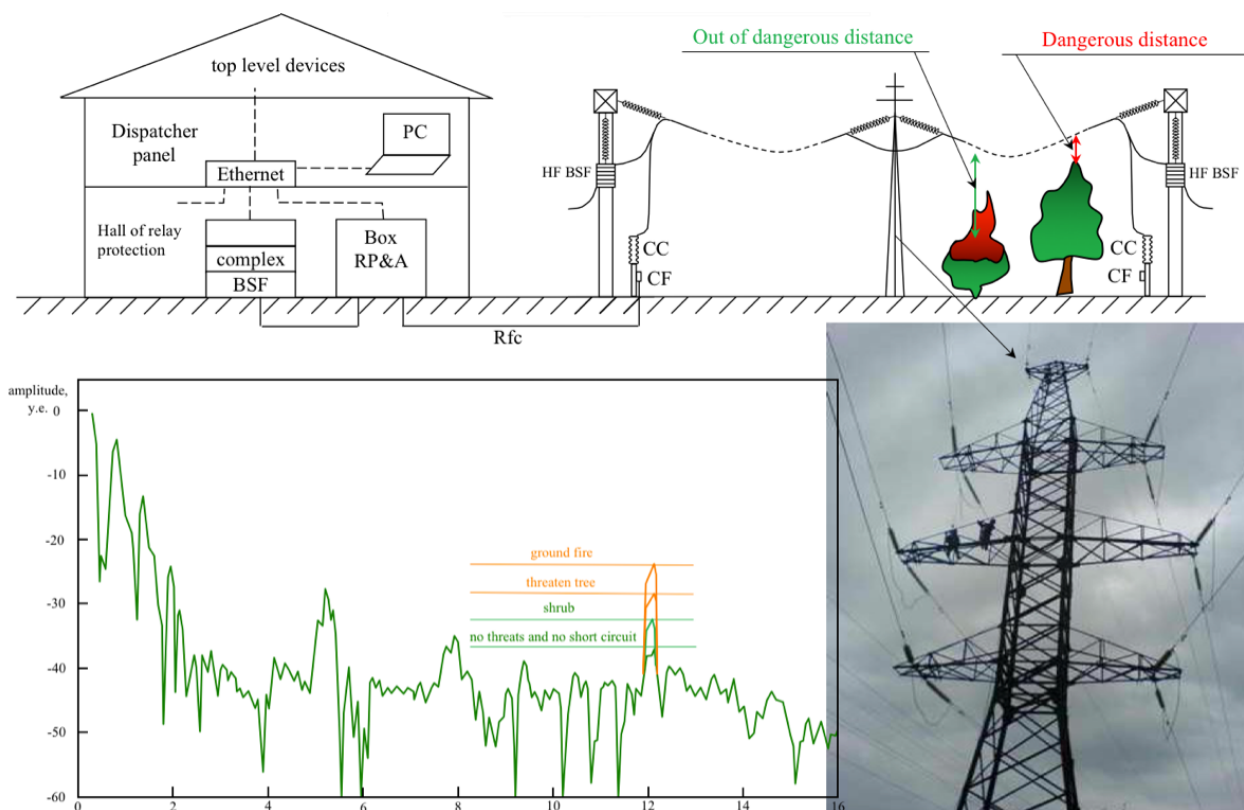 Out of dangerous distance
Dangerous distance
top level devices
Dispatcher
panel
PC
Ethernet
HF BSF
HF BSF
Hall of relay
protection
complex
BSF
Box
RP&A
CC
CF
CC
CF
Rfc
amplitude,
y.e.
0
-10
-20
-30
-40
-50
-60
ground fire
threaten tree
shrub
no threats and no short circuit
0
2
4
6
8
10
12
14
16